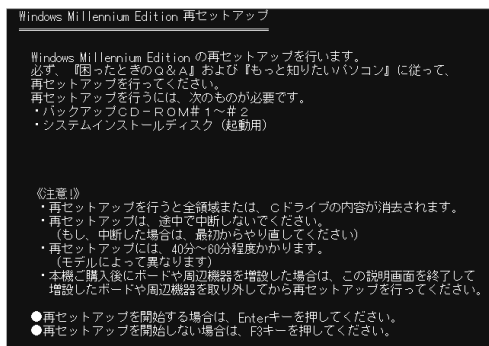 Windows Millennium Edition 再セットアップ
Windows Millennium Edition の再セットアップを行います。
必ず、『困ったときのQ&A』および『もっと知りたいパソコン』に従って、
再セットアップを行ってください。
再セットアップを行うには、次のものが必要です。
・バックアップCD-ROM#1~#2
・システムインストールディスク(起動用)
《注意!》
・再セットアップを行うと全領域または、Cドライブの内容が消去されます。
・再セットアップは、途中で中断しないでください。
(もし、中断した場合は、最初からやり直してください)
・再セットアップには、40分~60分程度かかります。
(モデルによって異なります)
・本機ご購入後にボードや周辺機器を増設した場合は、この説明画面を終了して
増設したボードや周辺機器を取り外してから再セットアップを行ってください。
●再セットアップを開始する場合は、Enterキーを押してください。
●再セットアップを開始しない場合は、F3キーを押してください。